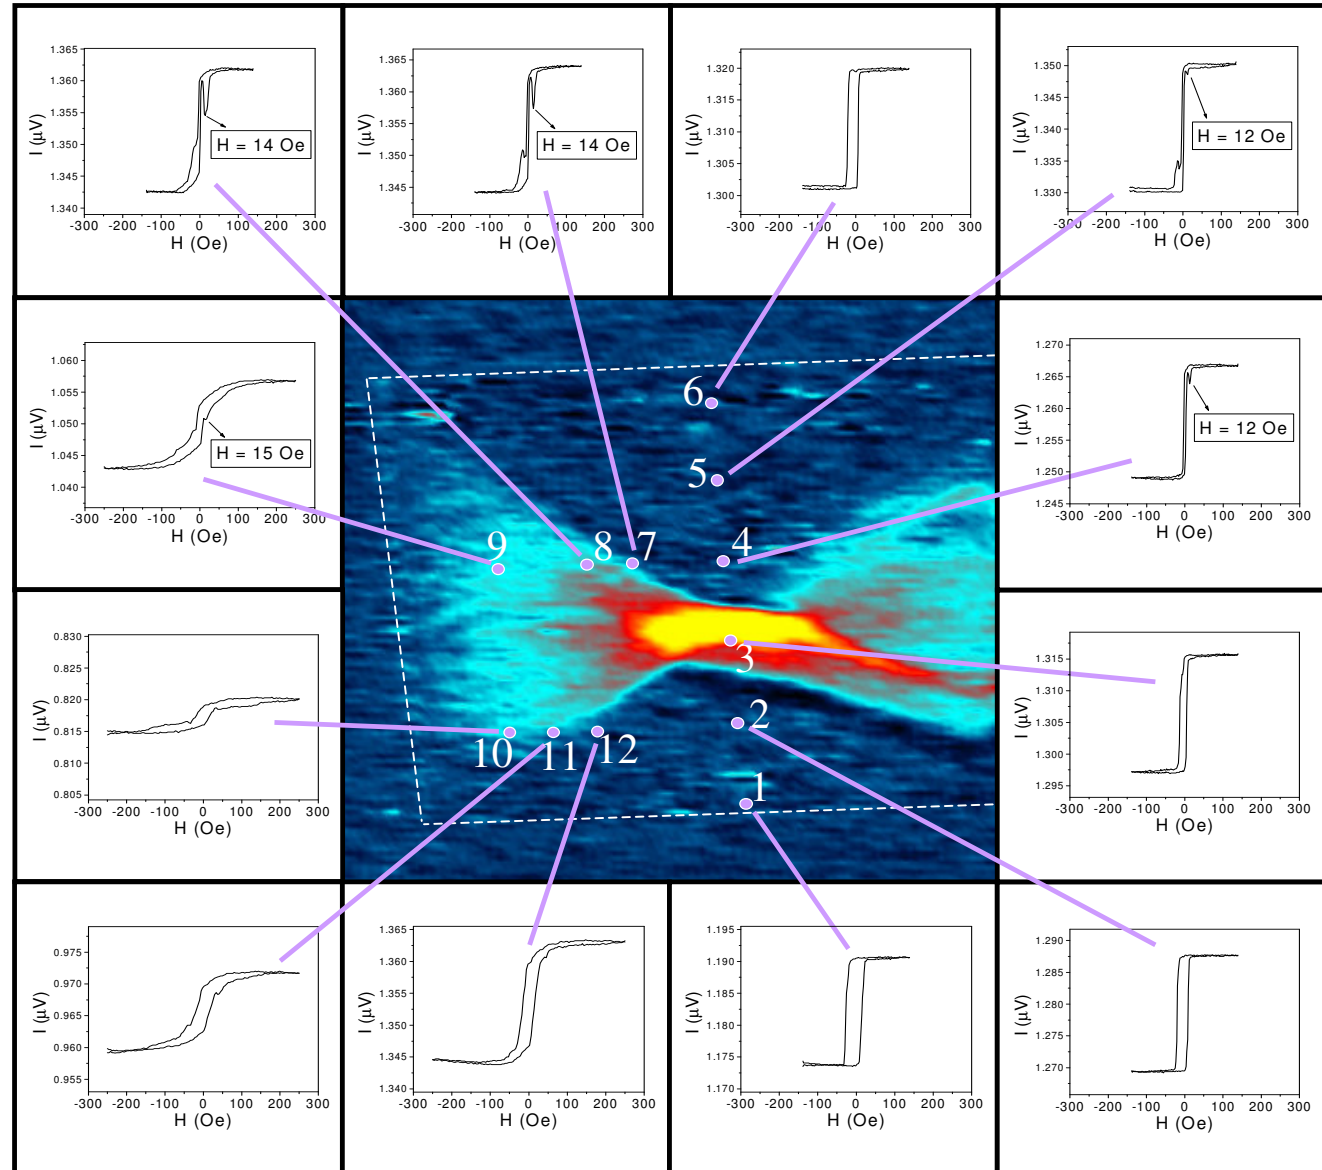 1.365
1.360
1.355
1.350
1.345
1.340
-300 -200 -100 0 100 200 300
I (μV)
H (Oe)
H = 14 Oe
1.365
1.360
1.355
1.350
1.345
-300 -200 -100 0 100 200 300
I (μV)
H (Oe)
H = 14 Oe
1.320
1.315
1.310
1.305
1.300
-300 -200 -100 0 100 200 300
I (μV)
H (Oe)
1.350
1.345
1.340
1.335
1.330
-300 -200 -100 0 100 200 300
I (μV)
H (Oe)
H = 12 Oe
1.060
1.055
1.050
1.045
1.040
-300 -200 -100 0 100 200 300
I (μV)
H (Oe)
H = 15 Oe
6
5
4
7
8
9
3
2
1
10
11
12
1.270
1.265
1.260
1.255
1.250
1.245
-300 -200 -100 0 100 200 300
I (μV)
H (Oe)
H = 12 Oe
0.830
0.825
0.820
0.815
0.810
0.805
-300 -200 -100 0 100 200 300
I (μV)
H (Oe)
1.315
1.310
1.305
1.300
1.295
-300 -200 -100 0 100 200 300
I (μV)
H (Oe)
0.975
0.970
0.965
0.960
0.955
-300 -200 -100 0 100 200 300
I (μV)
H (Oe)
1.365
1.360
1.355
1.350
1.345
1.340
-300 -200 -100 0 100 200 300
I (μV)
H (Oe)
1.195
1.190
1.185
1.180
1.175
1.170
-300 -200 -100 0 100 200 300
I (μV)
H (Oe)
1.290
1.285
1.280
1.275
1.270
-300 -200 -100 0 100 200 300
I (μV)
H (Oe)